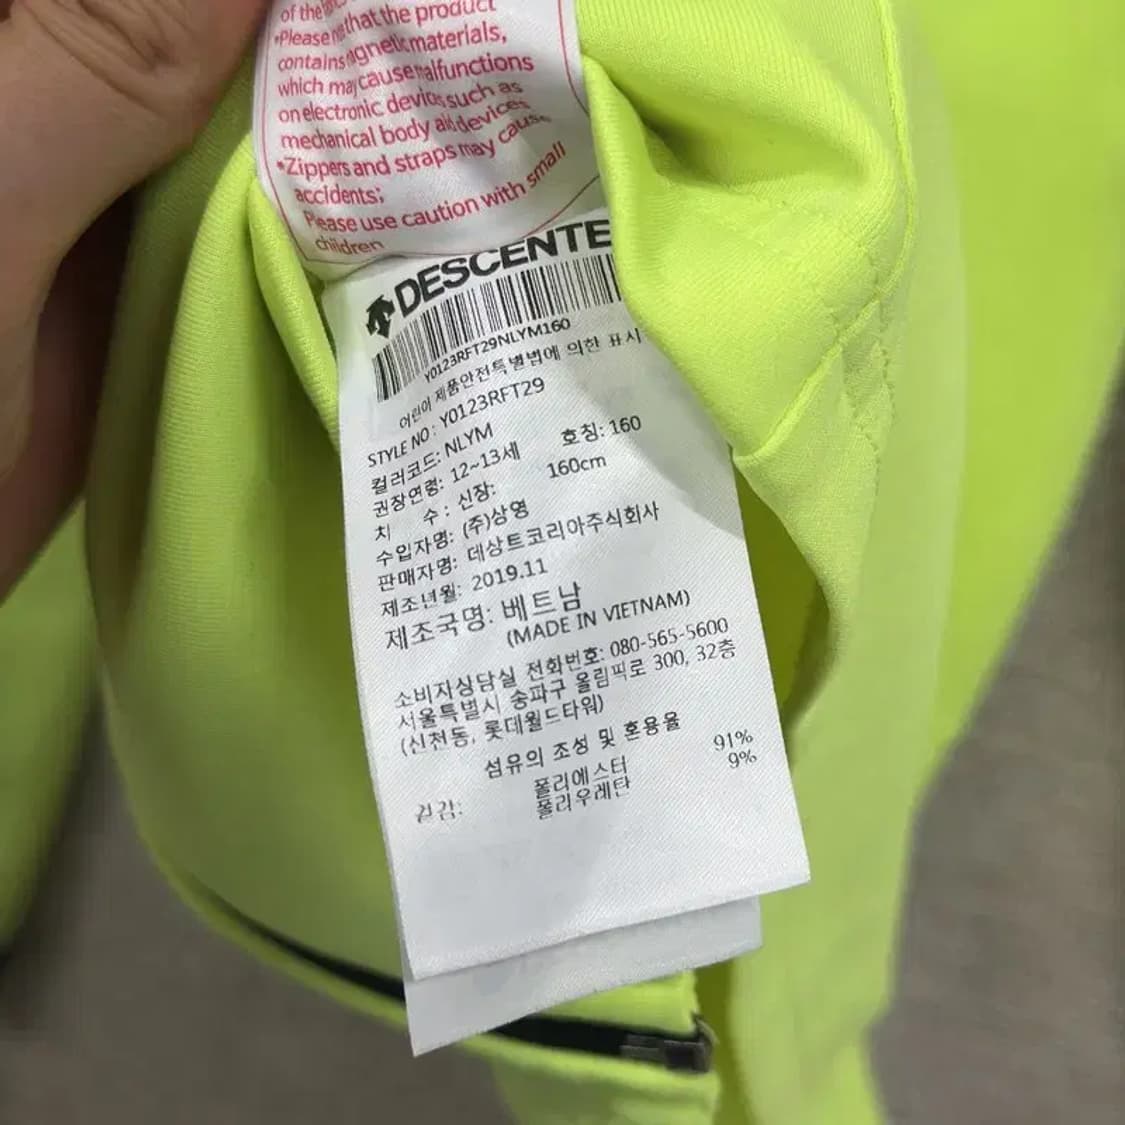 of the
*Please that the product
contains magnetic materials,
which may cause malfunctions
on electronic devices such as
mechanical body aid devices
*Zippers and straps may cause
accidents;
Please use caution with small
children
DESCENTE
Y0123RFT29NLYM160
어린이 제품안전특별법에 의한 표시
STYLE NO : Y0123RFT29
컬러코드: NLYM
권장연령: 12~13세 호칭: 160
치 수 : 신장: 160cm
수입자명: (주)상영
판매자명: 데상트코리아주식회사
제조년월: 2019.11
제조국명: 베트남
(MADE IN VIETNAM)
소비자상담실 전화번호: 080-565-5600
서울특별시 송파구 올림픽로 300, 32층
(신천동, 롯데월드타워)
섬유의 조성 및 혼용율
폴리에스터 91%
겉감: 폴리우레탄 9%